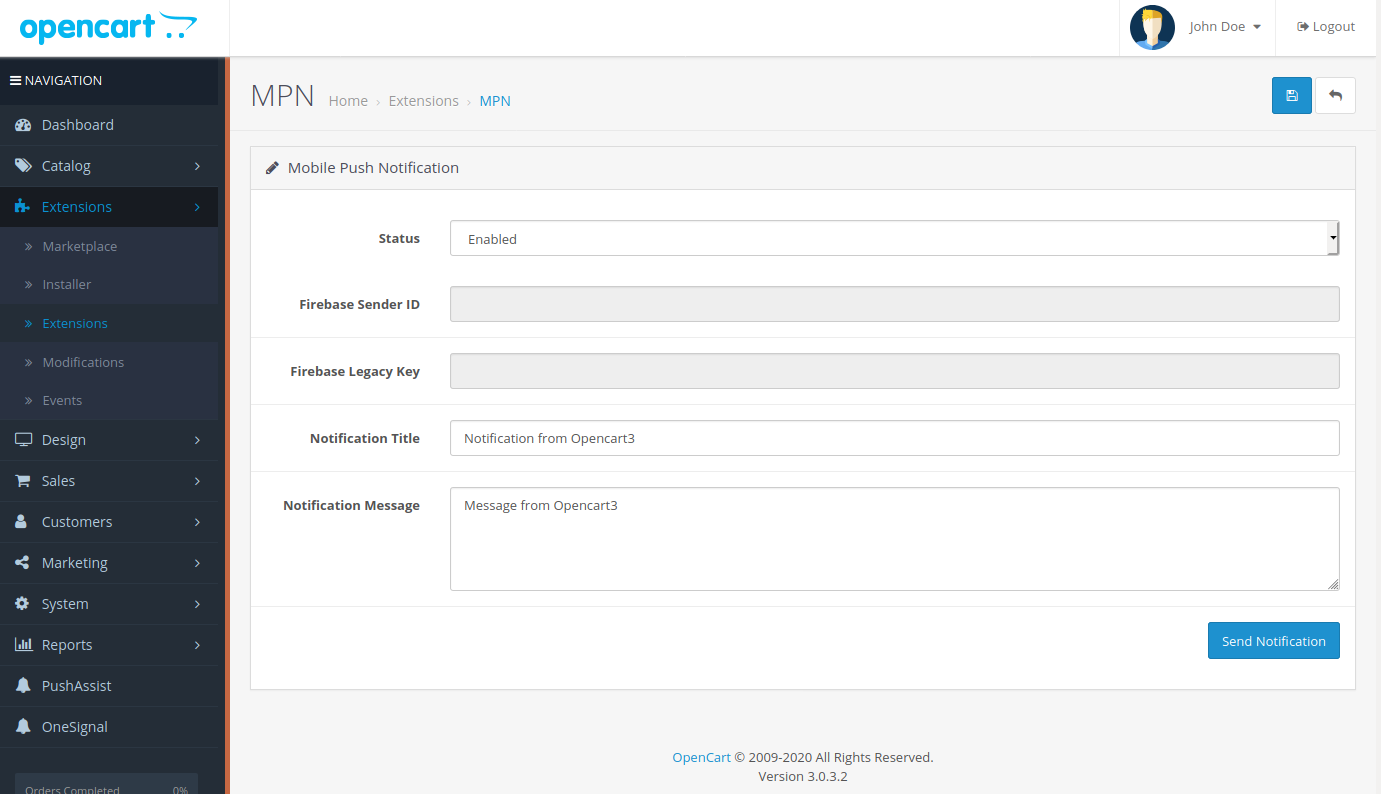 opencart
John Doe
Logout
NAVIGATION
Dashboard
Catalog
Extensions
Marketplace
Installer
Extensions
Modifications
Events
Design
Sales
Customers
Marketing
System
Reports
PushAssist
OneSignal
Orders Completed 0%
MPN Home › Extensions › MPN
Mobile Push Notification
Status Enabled
Firebase Sender ID
Firebase Legacy Key
Notification Title Notification from Opencart3
Notification Message Message from Opencart3
Send Notification
OpenCart © 2009-2020 All Rights Reserved.
Version 3.0.3.2